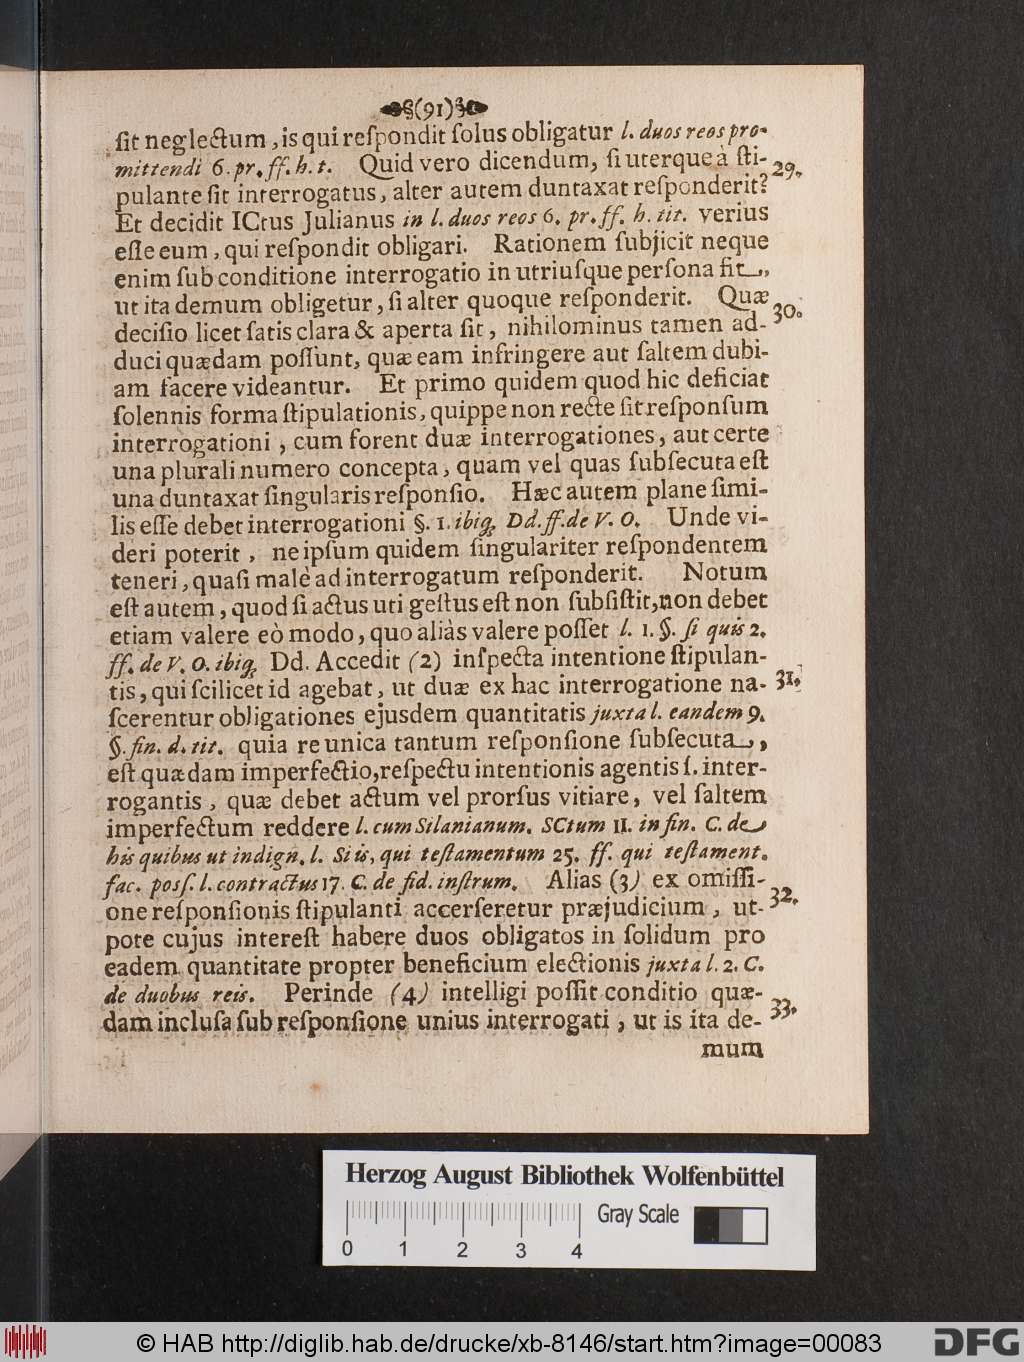 (91)
ſit neglectum, is qui reſpondit ſolus obligatur l. duos reos pro-
mittendi 6. pr. ff. h. t. Quid vero dicendum, ſi uterque à ſti-
29.
pulante ſit interrogatus, alter autem duntaxat reſponderit?
Et decidit ICtus Julianus in l. duos reos 6. pr. ff. h. tit. verius
eſſe eum, qui reſpondit obligari. Rationem ſubjicit neque
enim ſub conditione interrogatio in utriuſque perſona fit,
ut ita demum obligetur, ſi alter quoque reſponderit. Quæ
30.
deciſio licet ſatis clara & aperta ſit, nihilominus tamen ad-
duci quædam poſſunt, quæ eam infringere aut ſaltem dubi-
am facere videantur. Et primo quidem quod hic deficiat
ſolennis forma ſtipulationis, quippe non recte ſit reſponſum
interrogationi, cum forent duæ interrogationes, aut certe
una plurali numero concepta, quam vel quas ſubſecuta eſt
una duntaxat ſingularis reſponſio. Hæc autem plane ſimi-
lis eſſe debet interrogationi §. 1. ibiq; Dd. ff. de V. O. Unde vi-
deri poterit, ne ipſum quidem ſingulariter reſpondentem
teneri, quaſi malè ad interrogatum reſponderit. Notum
eſt autem, quod ſi actus uti geſtus eſt non ſubſiſtit, non debet
etiam valere eò modo, quo aliàs valere poſſet l. 1. §. ſi quis 2.
ff. de V. O. ibiq; Dd. Accedit (2) inſpecta intentione ſtipulan-
tis, qui ſcilicet id agebat, ut duæ ex hac interrogatione na-
31.
ſcerentur obligationes ejusdem quantitatis juxta l. eandem 9.
§. fin. d. tit. quia re unica tantum reſponſione ſubſecuta,
eſt quædam imperfectio, reſpectu intentionis agentis ſ. inter-
rogantis, quæ debet actum vel prorſus vitiare, vel ſaltem
imperfectum reddere l. cum Silanianum. SCtum 11. in fin. C. de
his quibus ut indign. l. Si is, qui teſtamentum 25. ff. qui teſtament.
fac. poſſ. l. contractus 17. C. de fid. inſtrum. Alias (3) ex omiſſi-
32.
one reſponſionis ſtipulanti accerſeretur præjudicium, ut-
pote cujus intereſt habere duos obligatos in ſolidum pro
eadem quantitate propter beneficium electionis juxta l. 2. C.
de duobus reis. Perinde (4) intelligi poſſit conditio quæ-
33.
dam incluſa ſub reſponſione unius interrogati, ut is ita de-
mum
Herzog August Bibliothek Wolfenbüttel
Gray Scale
0 1 2 3 4
© HAB http://diglib.hab.de/drucke/xb-8146/start.htm?image=00083
DFG